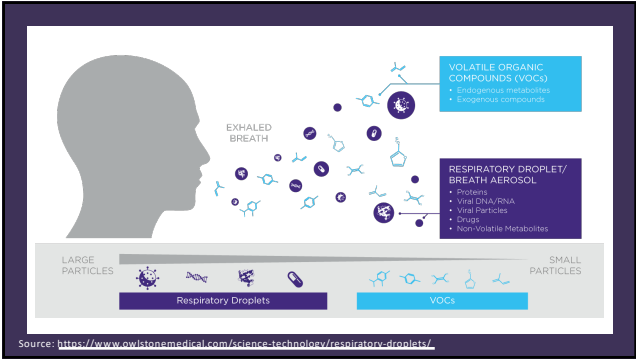 VOLATILE ORGANIC
COMPOUNDS (VOCs)
• Endogenous metabolites
• Exogenous compounds
EXHALED
BREATH
RESPIRATORY DROPLET/
BREATH AEROSOL
• Proteins
• Viral DNA/RNA
• Viral Particles
• Drugs
• Non-Volatile Metabolites
LARGE
PARTICLES
SMALL
PARTICLES
Respiratory Droplets
VOCs
Source: https://www.owlstonemedical.com/science-technology/respiratory-droplets/